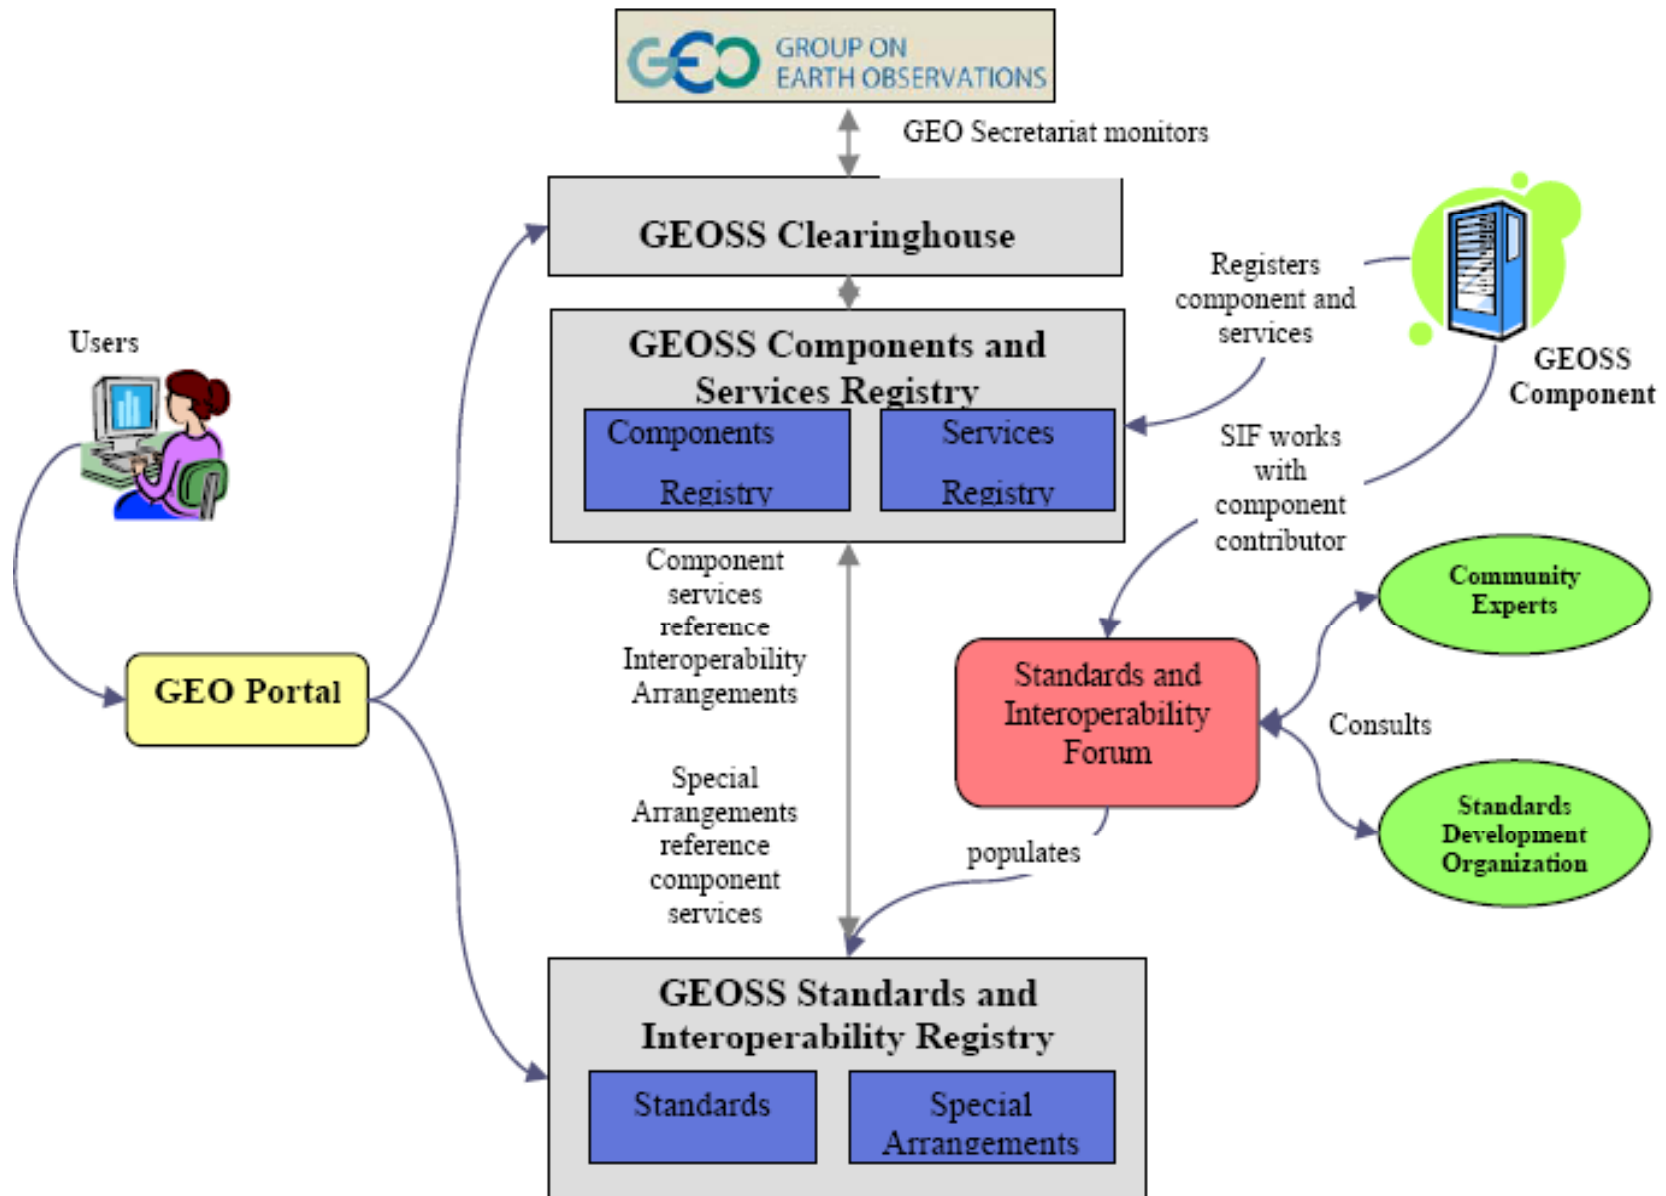 GEO
GROUP ON
EARTH OBSERVATIONS
GEO Secretariat monitors
GEOSS Clearinghouse
Registers
component and
services
GEOSS
Component
Users
GEOSS Components and
Services Registry
Components
Registry
Services
Registry
SIF works
with
component
contributor
Component
services
reference
Interoperability
Arrangements
Community
Experts
GEO Portal
Standards and
Interoperability
Forum
Consults
Special
Arrangements
reference
component
services
populates
Standards
Development
Organization
GEOSS Standards and
Interoperability Registry
Standards
Special
Arrangements